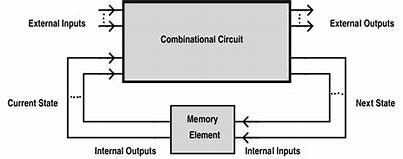 External Inputs
External Outputs
Combinational Circuit
Current State
Next State
Memory
Element
Internal Outputs
Internal Inputs